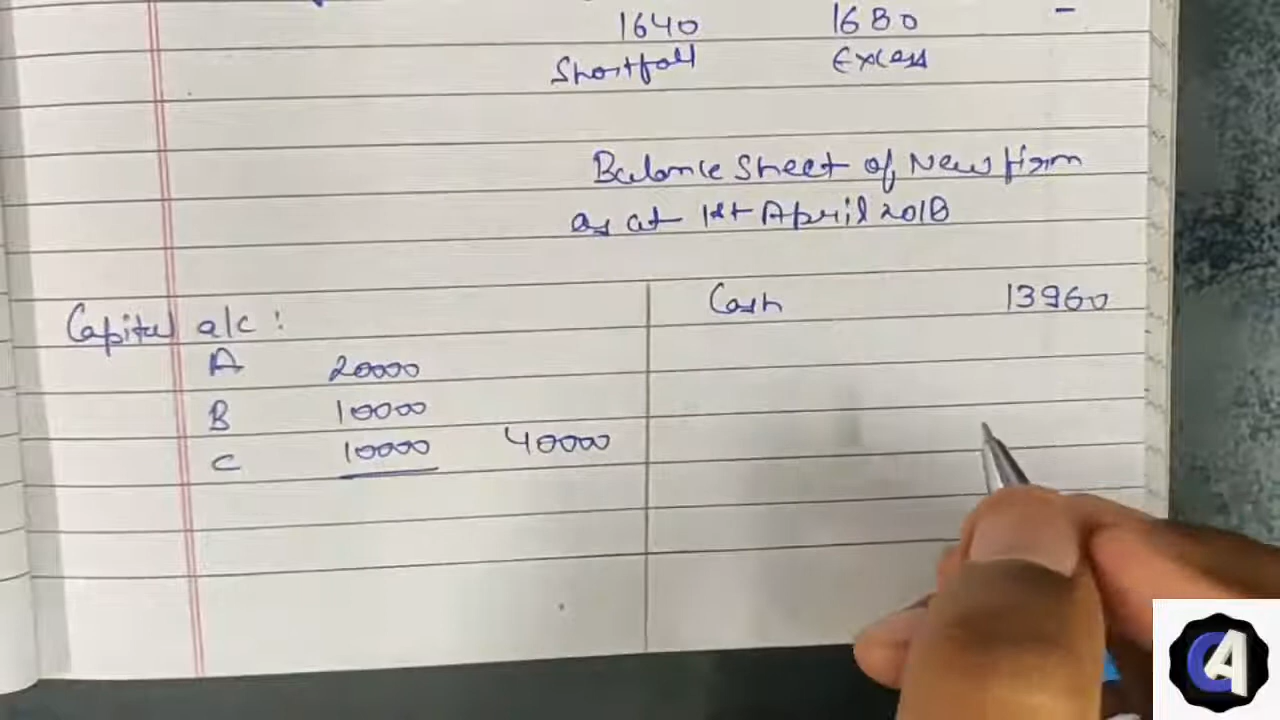 1640 1680 -
Shortfall Excess
Balance Sheet of New firm
as at 1st April 2018
Capital a/c : Cash 13960
A 20000
B 10000
C 10000 40000
CA